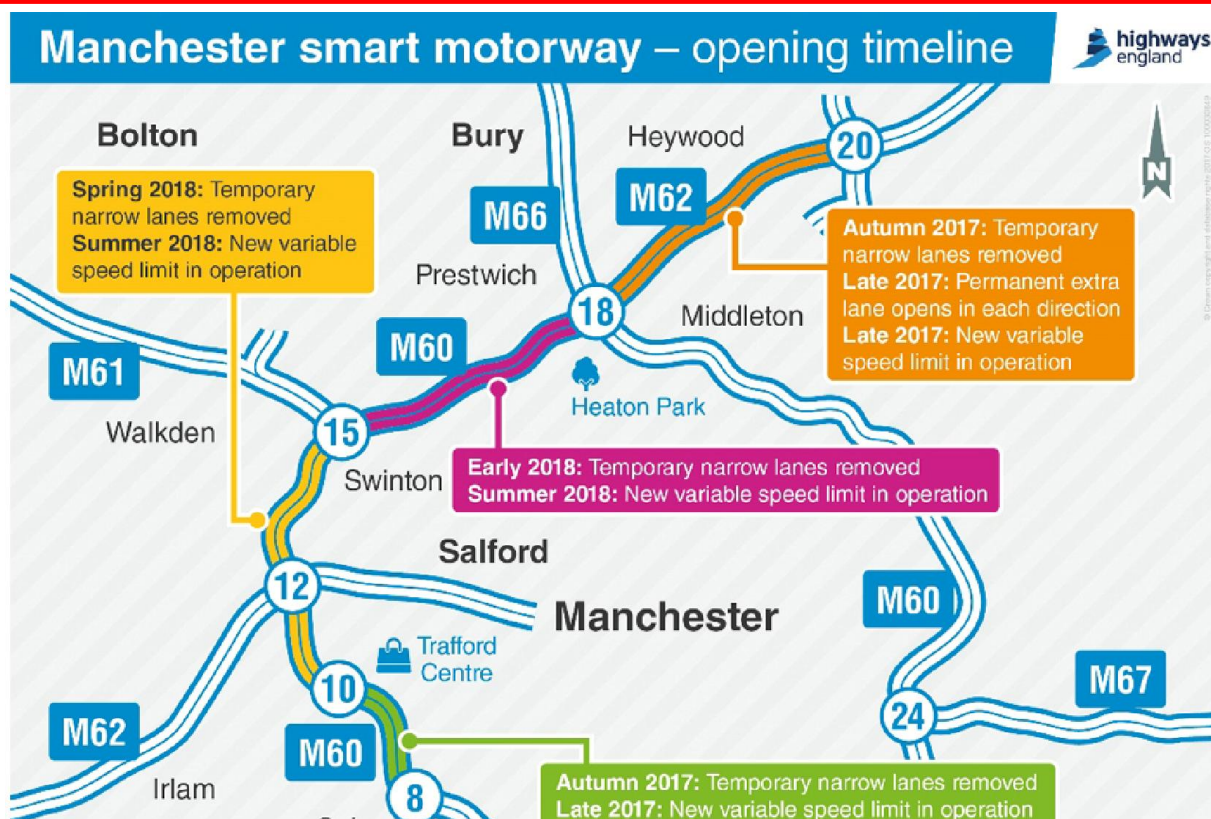 Manchester smart motorway – opening timeline
highways
england
Bolton
Bury
Heywood
20
N
Spring 2018: Temporary
narrow lanes removed
Summer 2018: New variable
speed limit in operation
M66
M62
Autumn 2017: Temporary
narrow lanes removed
Late 2017: Permanent extra
lane opens in each direction
Late 2017: New variable
speed limit in operation
Prestwich
18
Middleton
M60
M61
Heaton Park
Walkden
15
Swinton
Early 2018: Temporary narrow lanes removed
Summer 2018: New variable speed limit in operation
Salford
12
Manchester
M60
Trafford
Centre
10
M67
24
M62
M60
Irlam
8
Autumn 2017: Temporary narrow lanes removed
Late 2017: New variable speed limit in operation